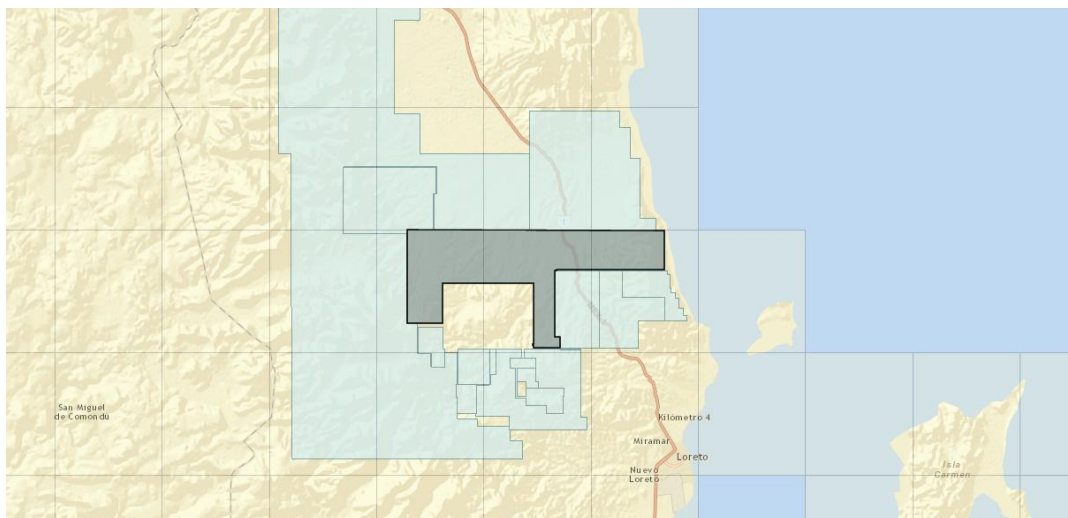 San Miguel
de Comondú
Kilómetro 4
Miramar
Loreto
Nuevo
Loreto
Isla
Carmen